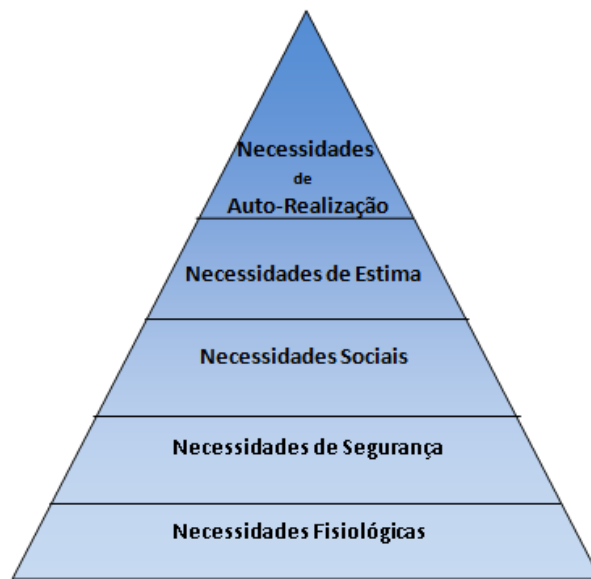 Necessidades
de
Auto-Realização
Necessidades de Estima
Necessidades Sociais
Necessidades de Segurança
Necessidades Fisiológicas